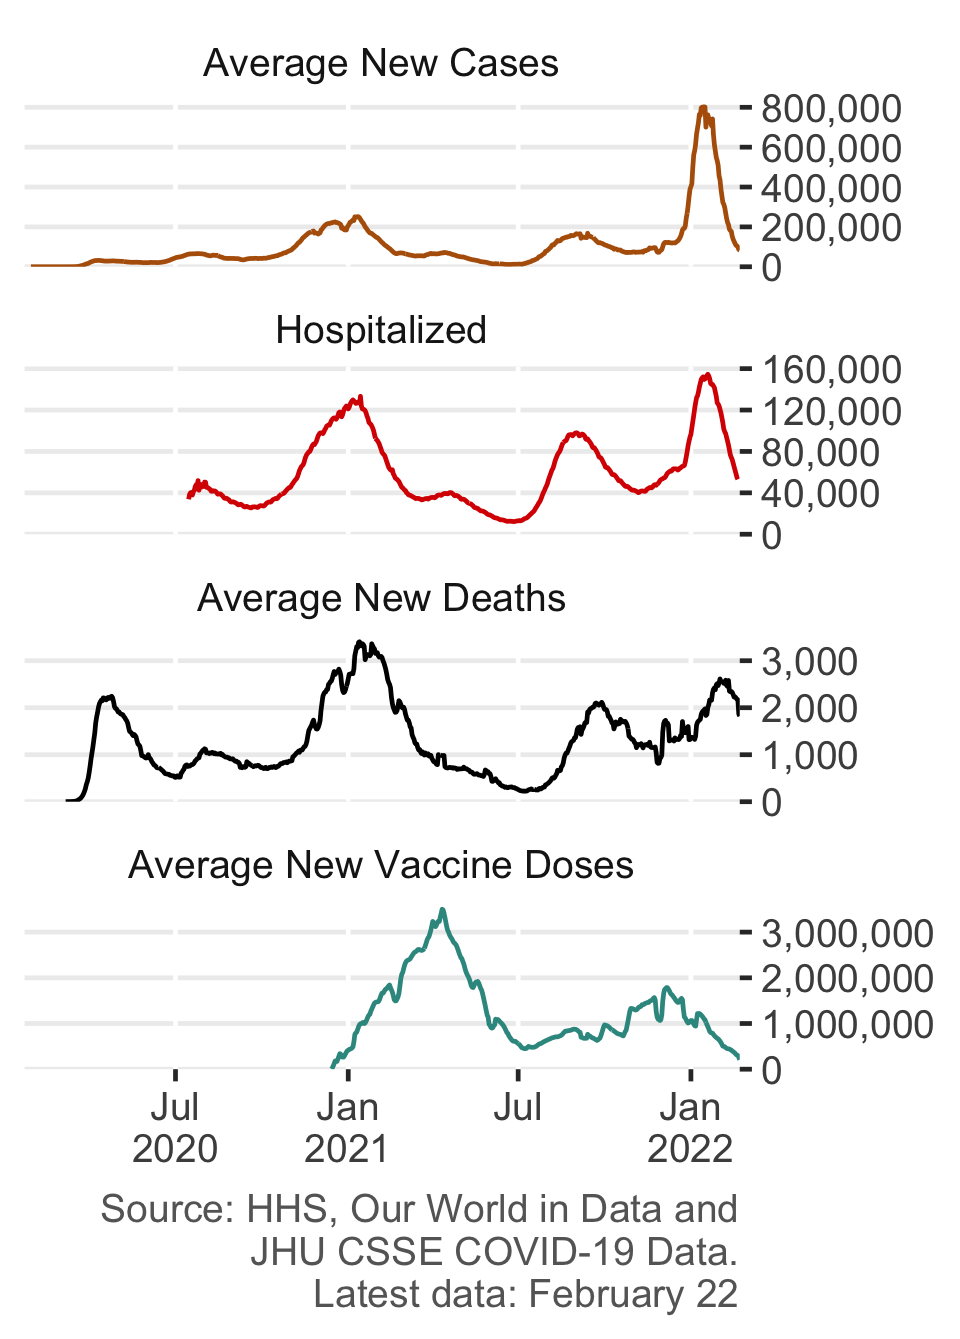 Average New Cases
800,000
600,000
400,000
200,000
0
Hospitalized
160,000
120,000
80,000
40,000
0
Average New Deaths
3,000
2,000
1,000
0
Average New Vaccine Doses
3,000,000
2,000,000
1,000,000
0
Jul Jan Jul Jan
2020 2021 2022
Source: HHS, Our World in Data and
JHU CSSE COVID-19 Data.
Latest data: February 22